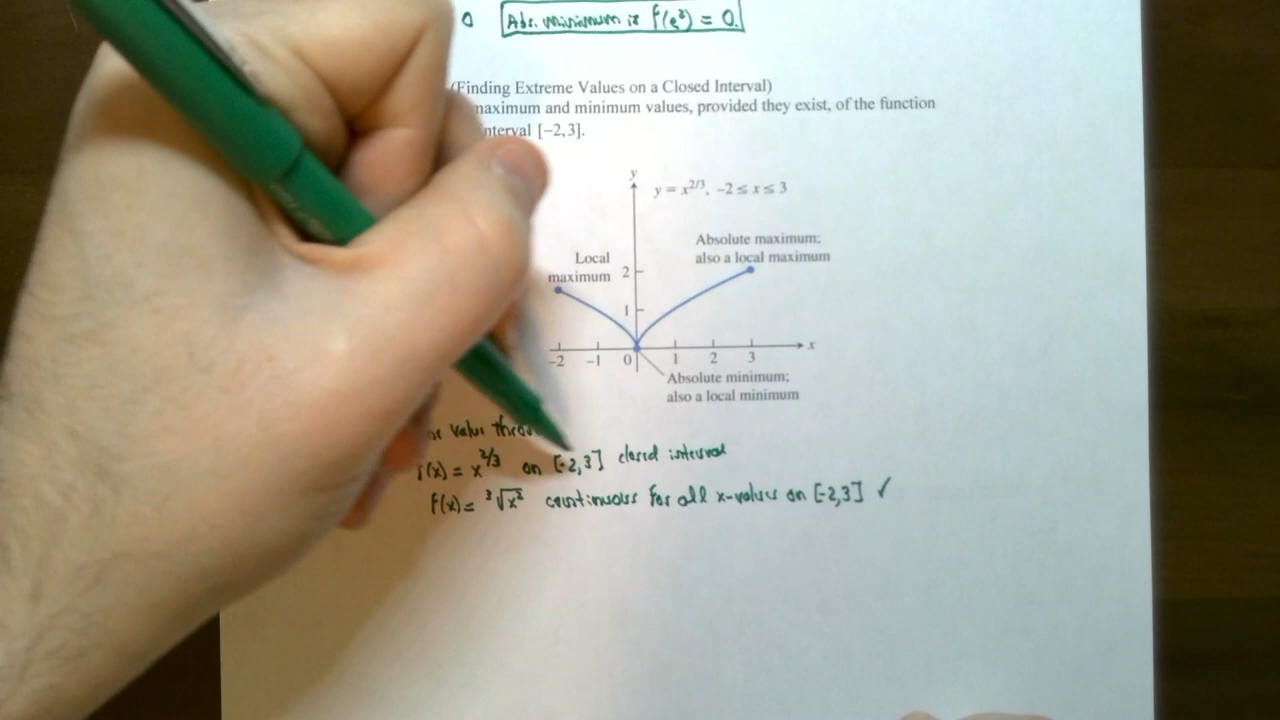 0 Abs. minimum is f(e²) = 0.
(Finding Extreme Values on a Closed Interval)
maximum and minimum values, provided they exist, of the function
interval [−2,3].
y
y = x^{2/3}, −2 ≤ x ≤ 3
Absolute maximum;
also a local maximum
Local
maximum
2
1
−2 −1 0 1 2 3 x
Absolute minimum;
also a local minimum
Value
f(x) = x^{2/3} on [-2,3] closed interval
f(x) = ³√x² continuous for all x-values on [-2,3] ✓